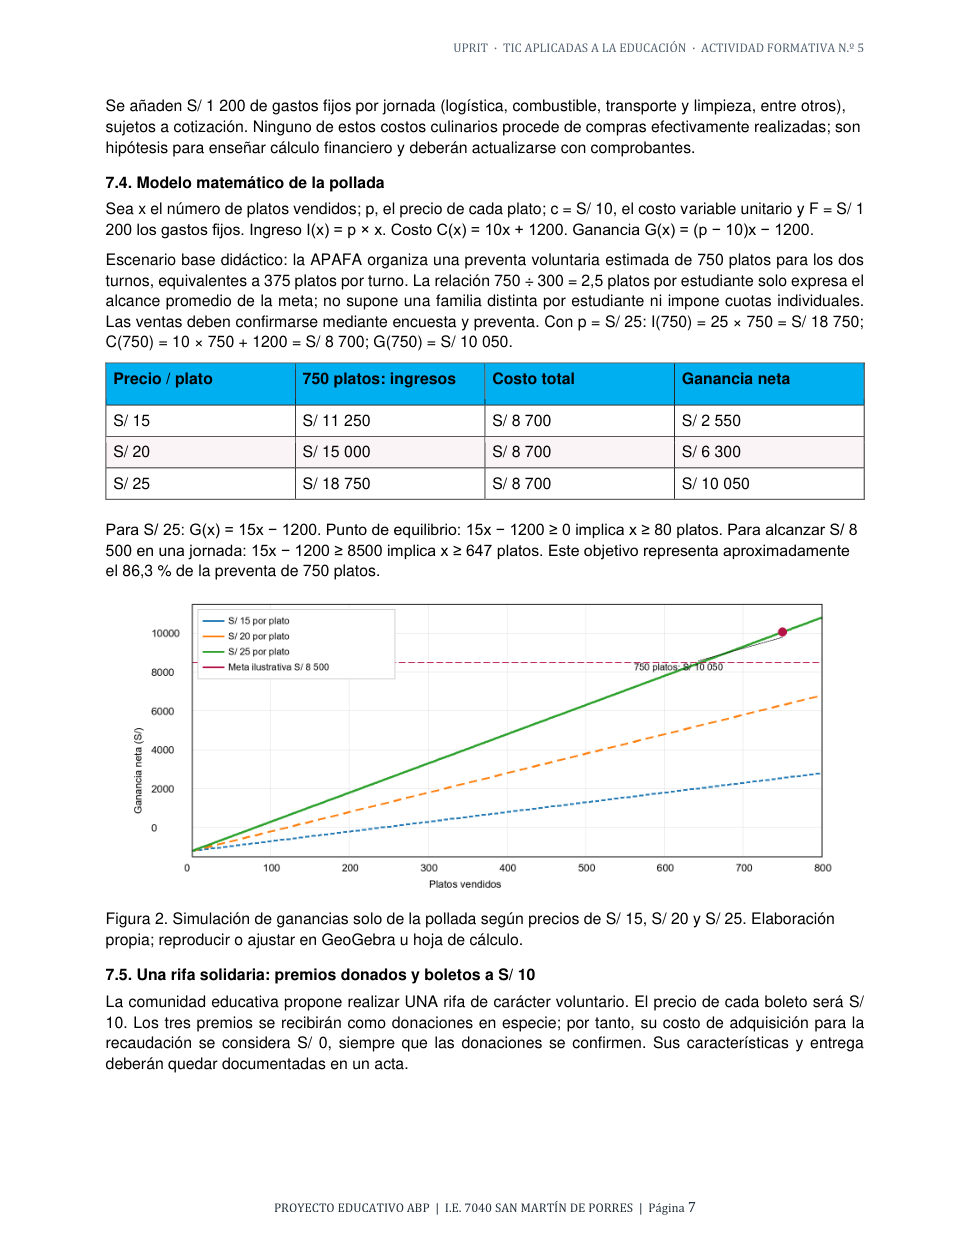 UPRIT · TIC APLICADAS A LA EDUCACIÓN · ACTIVIDAD FORMATIVA N.º 5
Se añaden S/ 1 200 de gastos fijos por jornada (logística, combustible, transporte y limpieza, entre otros),
sujetos a cotización. Ninguno de estos costos culinarios procede de compras efectivamente realizadas; son
hipótesis para enseñar cálculo financiero y deberán actualizarse con comprobantes.
7.4. Modelo matemático de la pollada
Sea x el número de platos vendidos; p, el precio de cada plato; c = S/ 10, el costo variable unitario y F = S/ 1
200 los gastos fijos. Ingreso I(x) = p × x. Costo C(x) = 10x + 1200. Ganancia G(x) = (p − 10)x − 1200.
Escenario base didáctico: la APAFA organiza una preventa voluntaria estimada de 750 platos para los dos
turnos, equivalentes a 375 platos por turno. La relación 750 ÷ 300 = 2,5 platos por estudiante solo expresa el
alcance promedio de la meta; no supone una familia distinta por estudiante ni impone cuotas individuales.
Las ventas deben confirmarse mediante encuesta y preventa. Con p = S/ 25: I(750) = 25 × 750 = S/ 18 750;
C(750) = 10 × 750 + 1200 = S/ 8 700; G(750) = S/ 10 050.
Precio / plato 750 platos: ingresos Costo total Ganancia neta
S/ 15 S/ 11 250 S/ 8 700 S/ 2 550
S/ 20 S/ 15 000 S/ 8 700 S/ 6 300
S/ 25 S/ 18 750 S/ 8 700 S/ 10 050
Para S/ 25: G(x) = 15x − 1200. Punto de equilibrio: 15x − 1200 ≥ 0 implica x ≥ 80 platos. Para alcanzar S/ 8
500 en una jornada: 15x − 1200 ≥ 8500 implica x ≥ 647 platos. Este objetivo representa aproximadamente
el 86,3 % de la preventa de 750 platos.
S/ 15 por plato
S/ 20 por plato
S/ 25 por plato
Meta ilustrativa S/ 8 500
750 platos: S/ 10 050
10000
8000
6000
4000
2000
0
Ganancia neta (S/)
0 100 200 300 400 500 600 700 800
Platos vendidos
Figura 2. Simulación de ganancias solo de la pollada según precios de S/ 15, S/ 20 y S/ 25. Elaboración
propia; reproducir o ajustar en GeoGebra u hoja de cálculo.
7.5. Una rifa solidaria: premios donados y boletos a S/ 10
La comunidad educativa propone realizar UNA rifa de carácter voluntario. El precio de cada boleto será S/
10. Los tres premios se recibirán como donaciones en especie; por tanto, su costo de adquisición para la
recaudación se considera S/ 0, siempre que las donaciones se confirmen. Sus características y entrega
deberán quedar documentadas en un acta.
PROYECTO EDUCATIVO ABP | I.E. 7040 SAN MARTÍN DE PORRES | Página 7